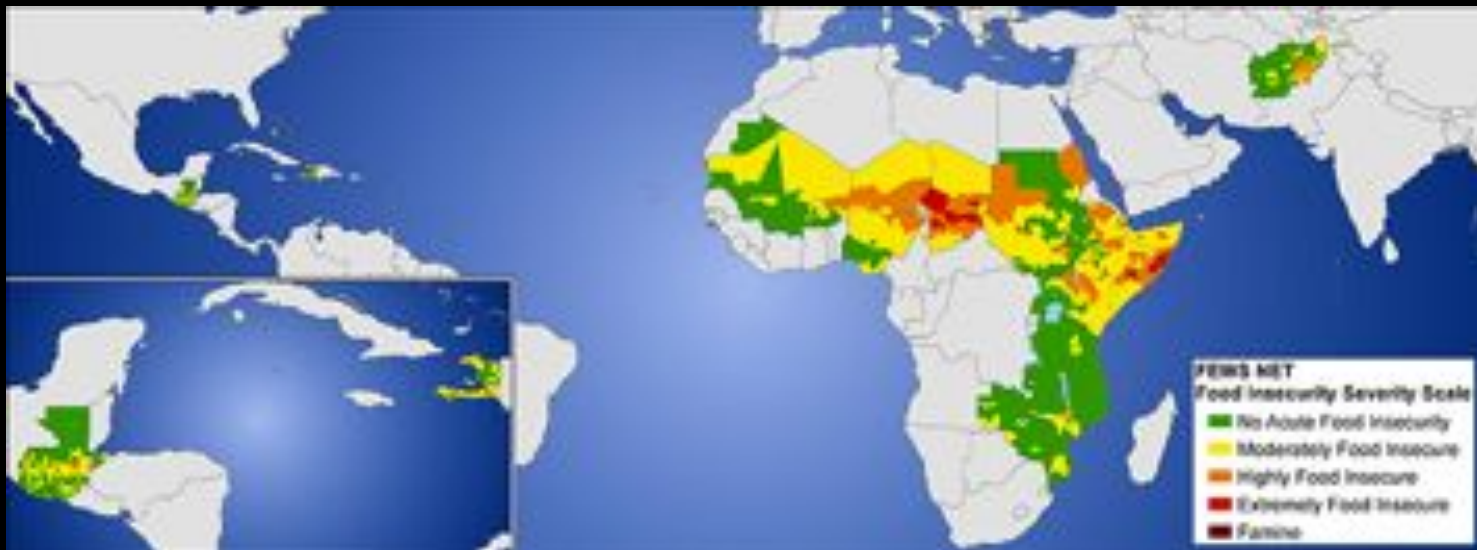 FEWS NET
Food Insecurity Severity Scale
No Acute Food Insecurity
Moderately Food Insecure
Highly Food Insecure
Extremely Food Insecure
Famine